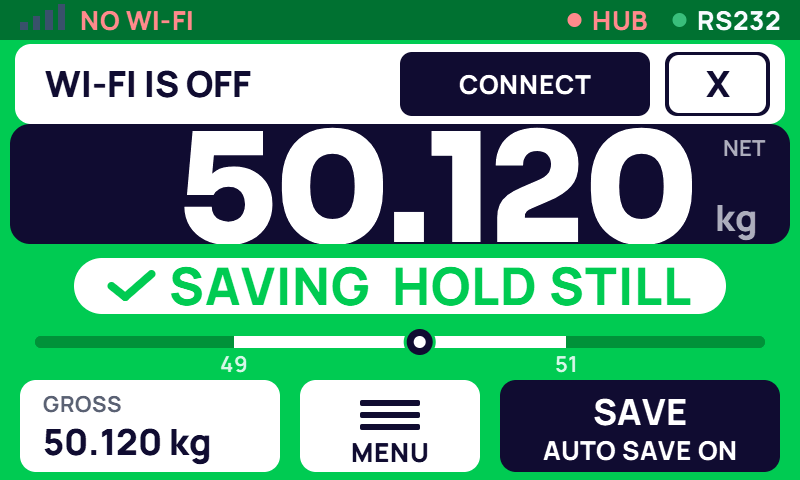 NO WI-FI
HUB
RS232
WI-FI IS OFF
CONNECT
X
50.120
NET
kg
SAVING HOLD STILL
49
51
GROSS
50.120 kg
MENU
SAVE
AUTO SAVE ON